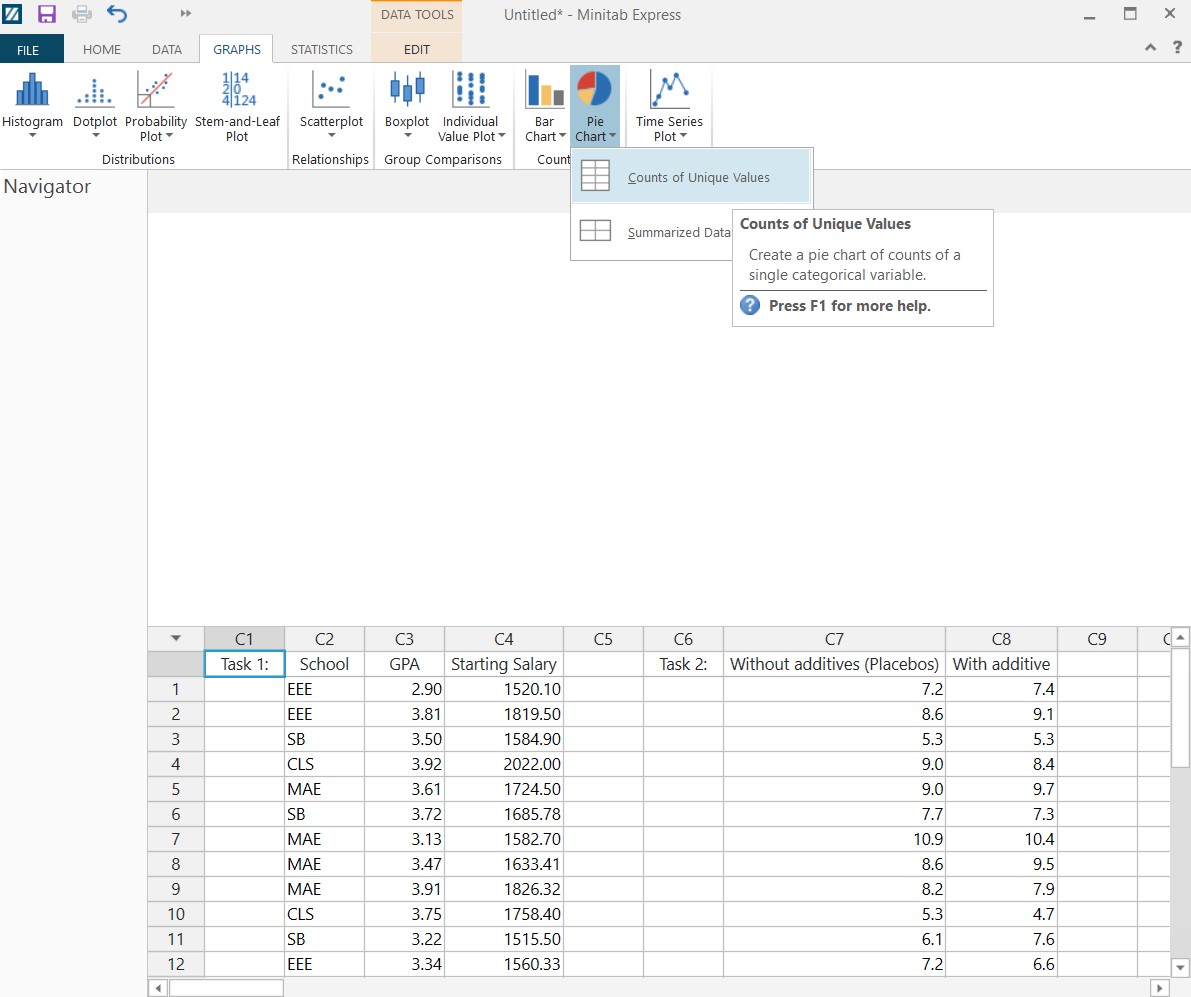 DATA TOOLS Untitled* - Minitab Express
FILE HOME DATA GRAPHS STATISTICS EDIT ?
1|14
2|0
4|124
Histogram Dotplot Probability Plot Stem-and-Leaf Plot Scatterplot Boxplot Individual Value Plot Bar Chart Pie Chart Time Series Plot
Distributions Relationships Group Comparisons Count
Navigator
Counts of Unique Values
Summarized Data
Counts of Unique Values
Create a pie chart of counts of a
single categorical variable.
? Press F1 for more help.
C1 C2 C3 C4 C5 C6 C7 C8 C9 C
Task 1: School GPA Starting Salary Task 2: Without additives (Placebos) With additive
1 EEE 2.90 1520.10 7.2 7.4
2 EEE 3.81 1819.50 8.6 9.1
3 SB 3.50 1584.90 5.3 5.3
4 CLS 3.92 2022.00 9.0 8.4
5 MAE 3.61 1724.50 9.0 9.7
6 SB 3.72 1685.78 7.7 7.3
7 MAE 3.13 1582.70 10.9 10.4
8 MAE 3.47 1633.41 8.6 9.5
9 MAE 3.91 1826.32 8.2 7.9
10 CLS 3.75 1758.40 5.3 4.7
11 SB 3.22 1515.50 6.1 7.6
12 EEE 3.34 1560.33 7.2 6.6